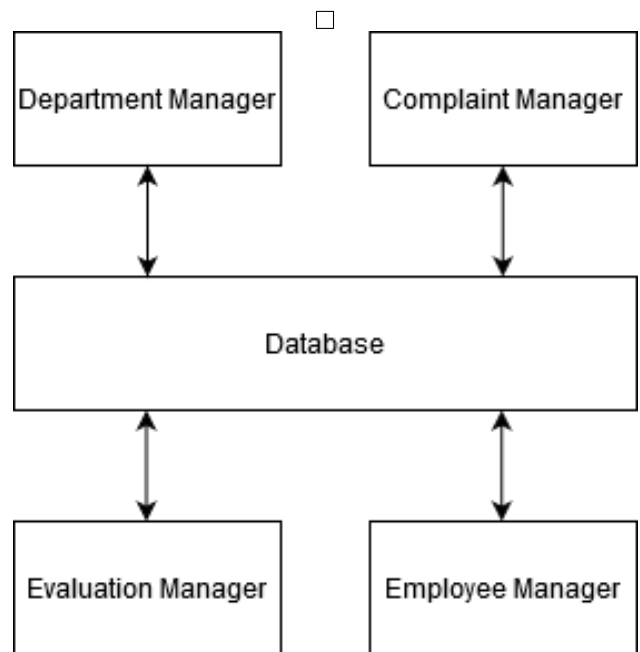 Department Manager
Complaint Manager
Database
Evaluation Manager
Employee Manager